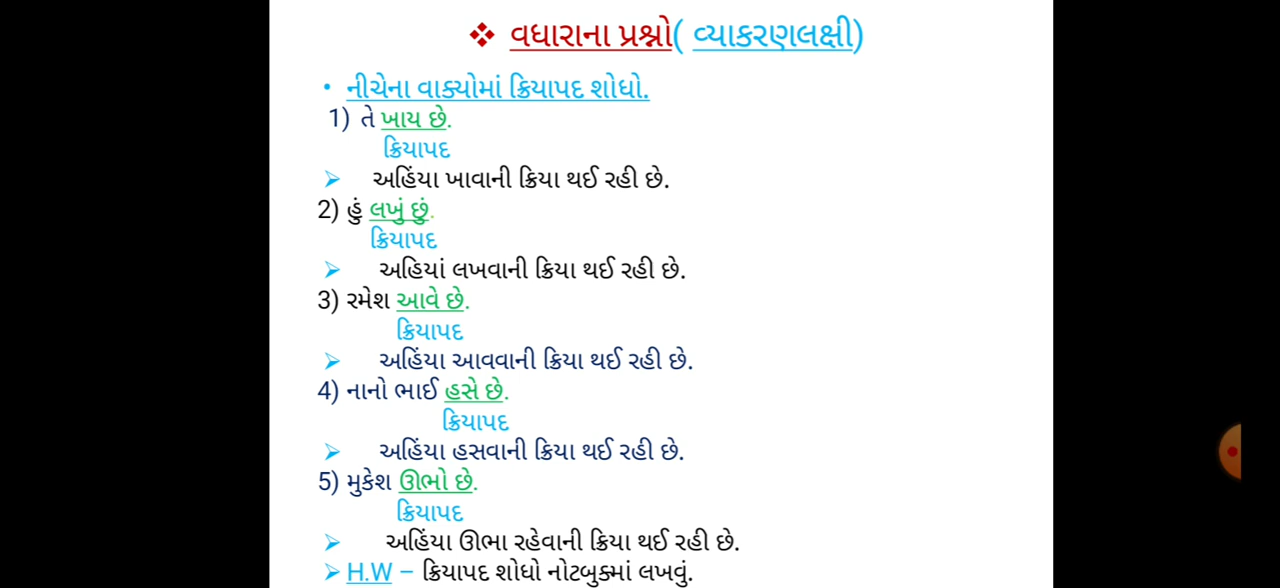 ❖ વધારાના પ્રશ્નો( વ્યાકરણલક્ષી)
• નીચેના વાક્યોમાં ક્રિયાપદ શોધો.
1) તે ખાય છે.
ક્રિયાપદ
➢ અહિંયા ખાવાની ક્રિયા થઈ રહી છે.
2) હું લખું છું.
ક્રિયાપદ
➢ અહિયાં લખવાની ક્રિયા થઈ રહી છે.
3) રમેશ આવે છે.
ક્રિયાપદ
➢ અહિંયા આવવાની ક્રિયા થઈ રહી છે.
4) નાનો ભાઈ હસે છે.
ક્રિયાપદ
➢ અહિંયા હસવાની ક્રિયા થઈ રહી છે.
5) મુકેશ ઊભો છે.
ક્રિયાપદ
➢ અહિંયા ઊભા રહેવાની ક્રિયા થઈ રહી છે.
➢ H.W – ક્રિયાપદ શોધો નોટબુકમાં લખવું.